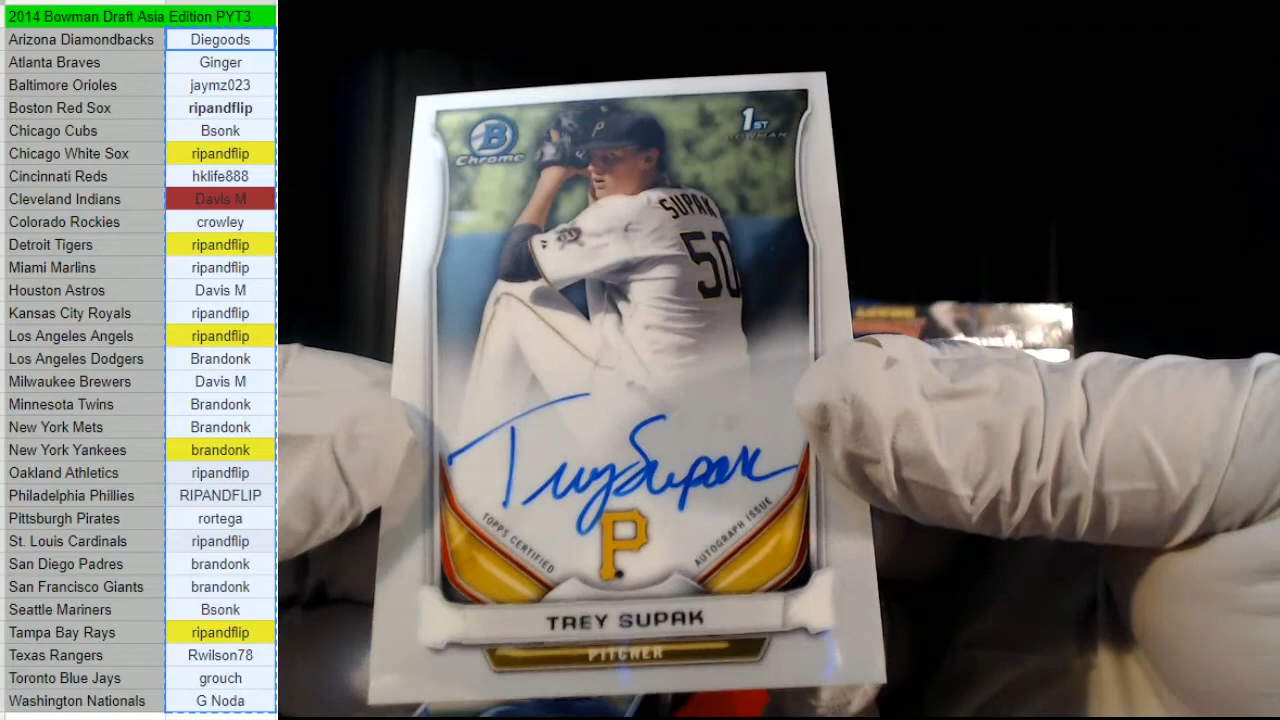 2014 Bowman Draft Asia Edition PYT3
Arizona Diamondbacks Diegoods
Atlanta Braves Ginger
Baltimore Orioles jaymz023
Boston Red Sox ripandflip
Chicago Cubs Bsonk
Chicago White Sox ripandflip
Cincinnati Reds hklife888
Cleveland Indians Davis M
Colorado Rockies crowley
Detroit Tigers ripandflip
Miami Marlins ripandflip
Houston Astros Davis M
Kansas City Royals ripandflip
Los Angeles Angels ripandflip
Los Angeles Dodgers Brandonk
Milwaukee Brewers Davis M
Minnesota Twins Brandonk
New York Mets Brandonk
New York Yankees brandonk
Oakland Athletics ripandflip
Philadelphia Phillies RIPANDFLIP
Pittsburgh Pirates rortega
St. Louis Cardinals ripandflip
San Diego Padres brandonk
San Francisco Giants brandonk
Seattle Mariners Bsonk
Tampa Bay Rays ripandflip
Texas Rangers Rwilson78
Toronto Blue Jays grouch
Washington Nationals G Noda
B
Chrome
1ST
BOWMAN
P
SUPAK
50
Trey Supak
TOPPS CERTIFIED
AUTOGRAPH ISSUE
P
TREY SUPAK
PITCHER